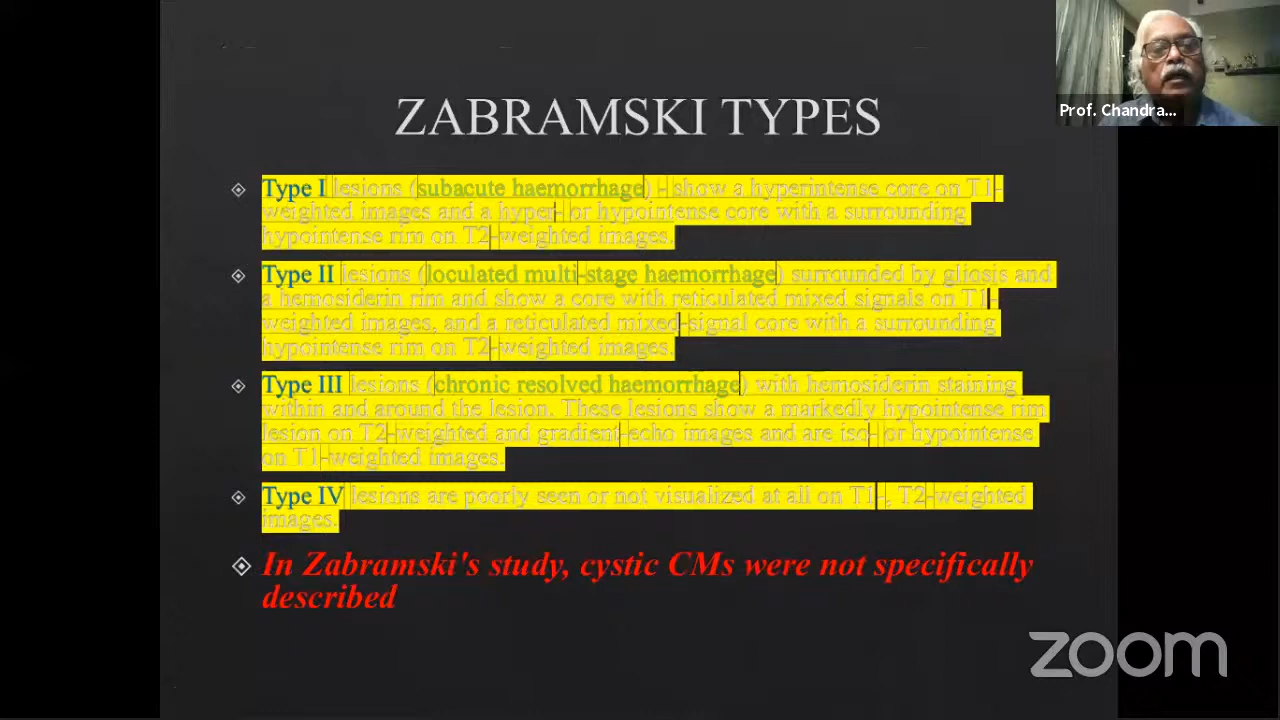 Prof. Chandra...
ZABRAMSKI TYPES
Type I lesions (subacute haemorrhage) - show a hyperintense core on T1-
weighted images and a hyper- or hypointense core with a surrounding
hypointense rim on T2-weighted images.
Type II lesions (loculated multi-stage haemorrhage) surrounded by gliosis and
a hemosiderin rim and show a core with reticulated mixed signals on T1-
weighted images, and a reticulated mixed-signal core with a surrounding
hypointense rim on T2-weighted images.
Type III lesions (chronic resolved haemorrhage) with hemosiderin staining
within and around the lesion. These lesions show a markedly hypointense rim
lesion on T2-weighted and gradient-echo images and are iso- or hypointense
on T1-weighted images.
Type IV lesions are poorly seen or not visualized at all on T1-, T2-weighted
images.
In Zabramski's study, cystic CMs were not specifically
described
zoom